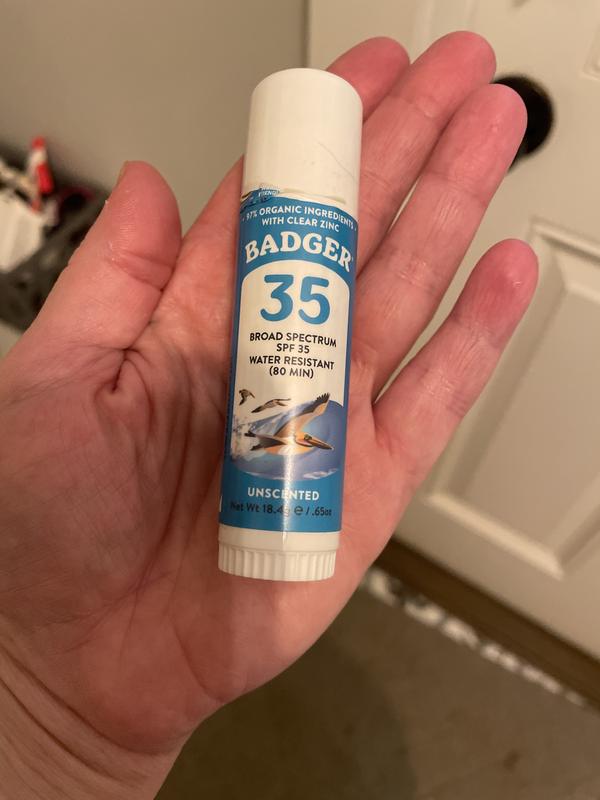 97% ORGANIC INGREDIENTS
WITH CLEAR ZINC
BADGER
35
BROAD SPECTRUM
SPF 35
WATER RESISTANT
(80 MIN)
UNSCENTED
Net Wt 18.4g e / .65oz